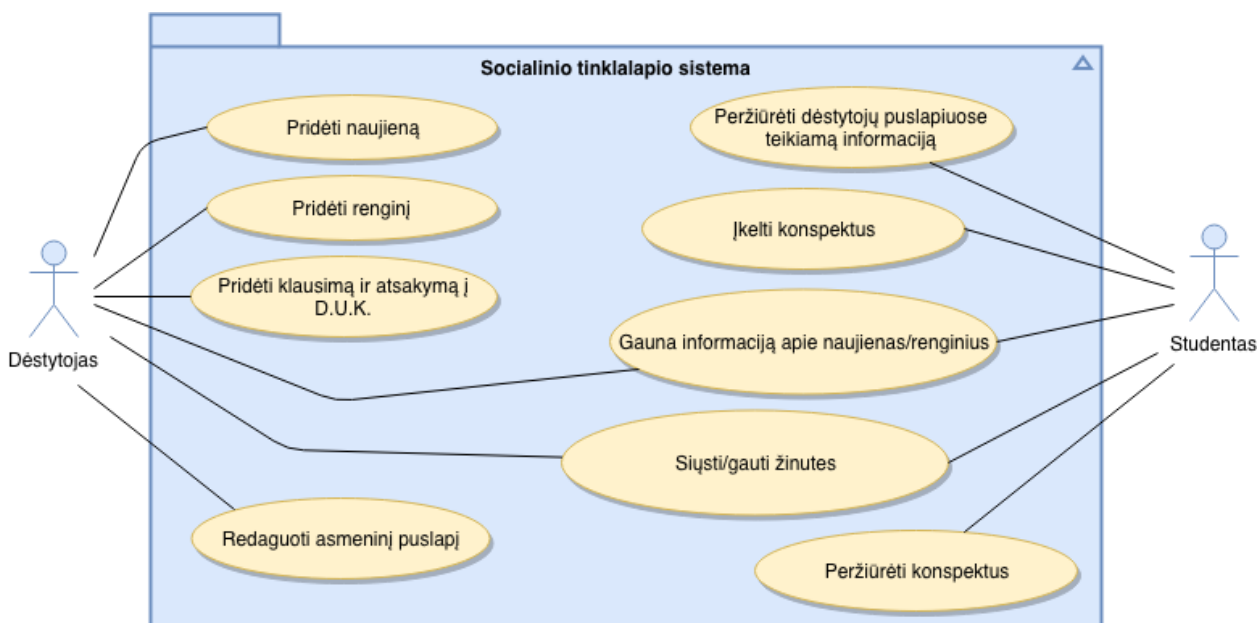 Socialinio tinklalapio sistema
Pridėti naujieną
Peržiūrėti dėstytojų puslapiuose
teikiamą informaciją
Pridėti renginį
Įkelti konspektus
Pridėti klausimą ir atsakymą į
D.U.K.
Gauna informaciją apie naujienas/renginius
Dėstytojas
Studentas
Siųsti/gauti žinutes
Redaguoti asmeninį puslapį
Peržiūrėti konspektus